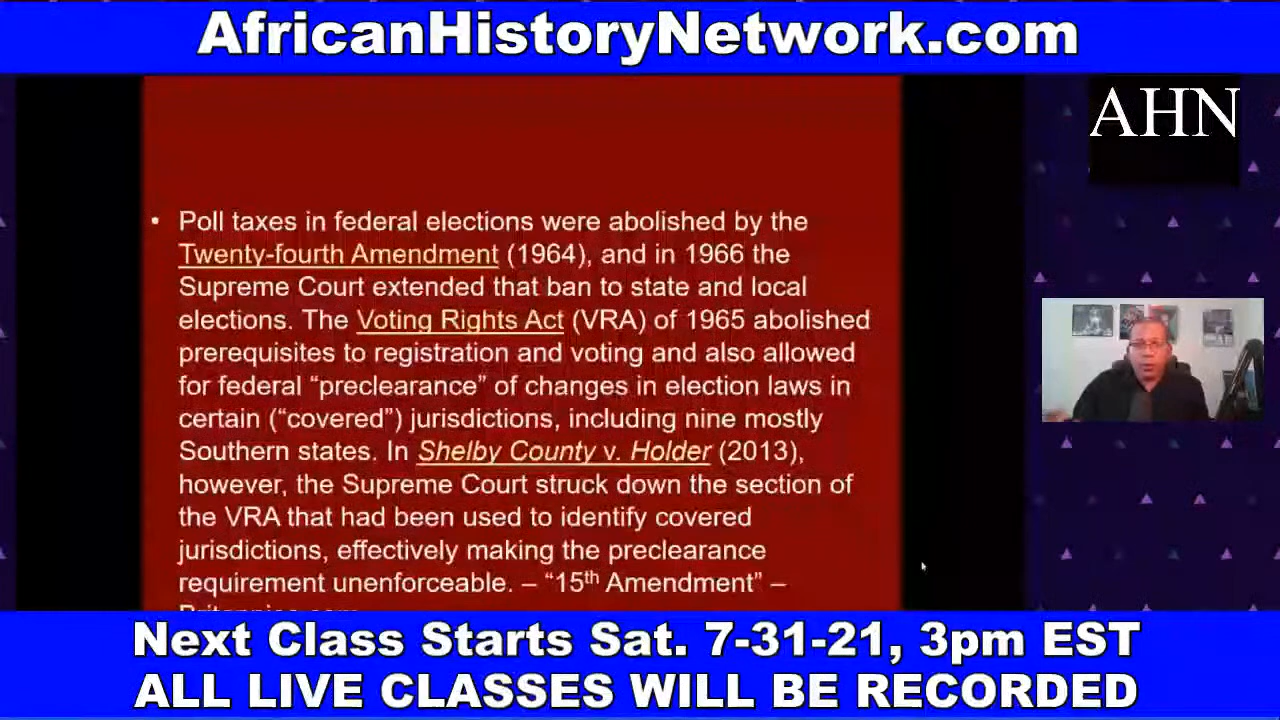 AfricanHistoryNetwork.com
AHN
• Poll taxes in federal elections were abolished by the
Twenty-fourth Amendment (1964), and in 1966 the
Supreme Court extended that ban to state and local
elections. The Voting Rights Act (VRA) of 1965 abolished
prerequisites to registration and voting and also allowed
for federal “preclearance” of changes in election laws in
certain (“covered”) jurisdictions, including nine mostly
Southern states. In Shelby County v. Holder (2013),
however, the Supreme Court struck down the section of
the VRA that had been used to identify covered
jurisdictions, effectively making the preclearance
requirement unenforceable. – “15th Amendment” –
Next Class Starts Sat. 7-31-21, 3pm EST
ALL LIVE CLASSES WILL BE RECORDED